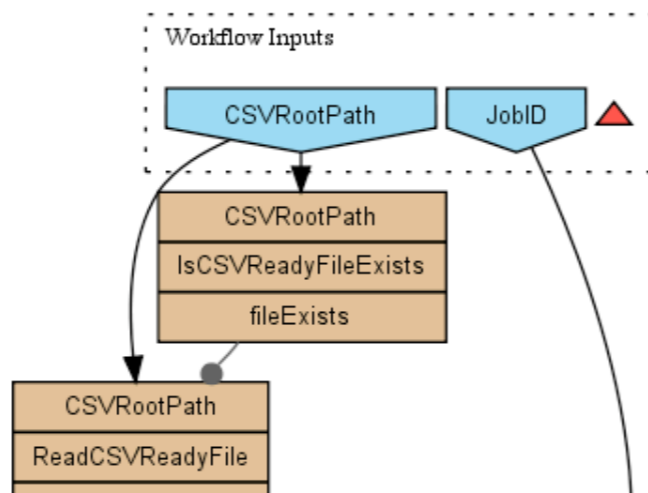 Workflow Inputs
CSVRootPath
JobID
CSVRootPath
IsCSVReadyFileExists
fileExists
CSVRootPath
ReadCSVReadyFile